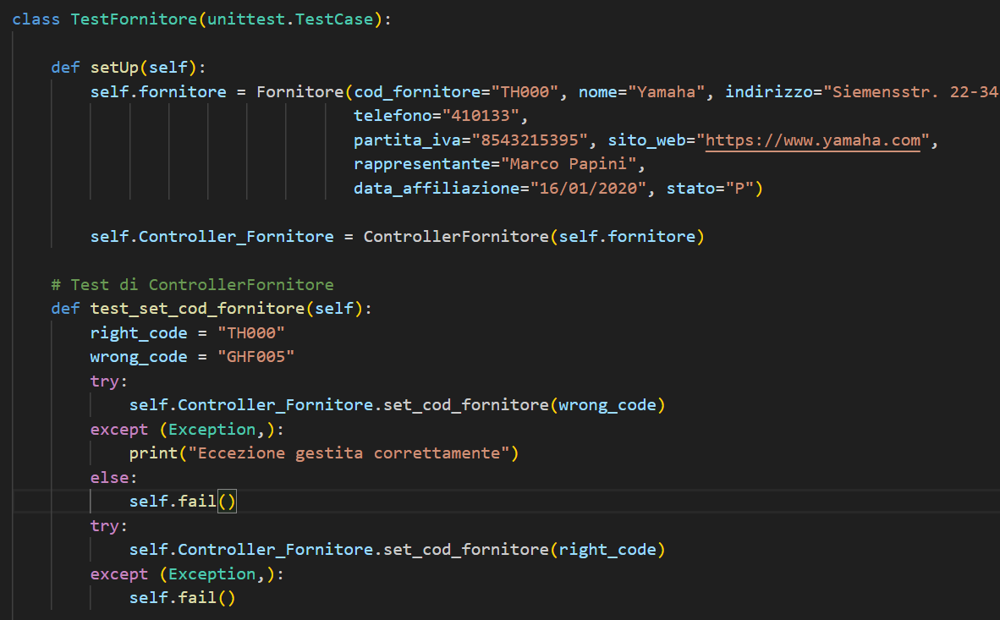 class TestFornitore(unittest.TestCase):
def setUp(self):
self.fornitore = Fornitore(cod_fornitore="TH000", nome="Yamaha", indirizzo="Siemensstr. 22-34
telefono="410133",
partita_iva="8543215395", sito_web="https://www.yamaha.com",
rappresentante="Marco Papini",
data_affiliazione="16/01/2020", stato="P")
self.Controller_Fornitore = ControllerFornitore(self.fornitore)
# Test di ControllerFornitore
def test_set_cod_fornitore(self):
right_code = "TH000"
wrong_code = "GHF005"
try:
self.Controller_Fornitore.set_cod_fornitore(wrong_code)
except (Exception,):
print("Eccezione gestita correttamente")
else:
self.fail()
try:
self.Controller_Fornitore.set_cod_fornitore(right_code)
except (Exception,):
self.fail()